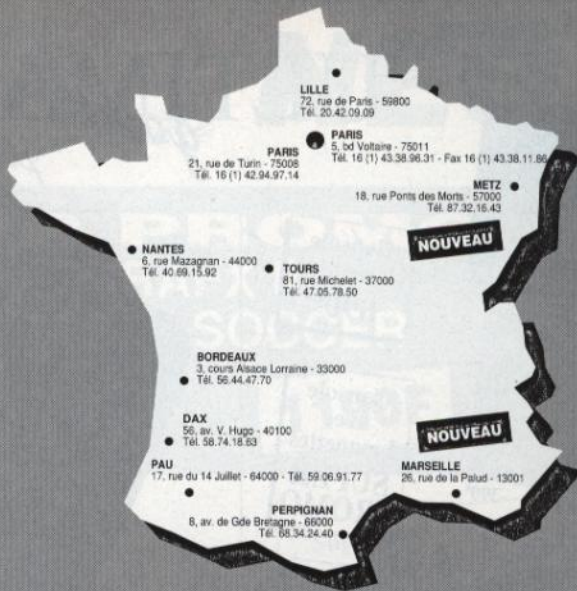 LILLE
72, rue de Paris - 59800
Tél. 20.42.09.09
PARIS
5, bd Voltaire - 75011
Tél. 16 (1) 43.38.96.31 - Fax 16 (1) 43.38.11.86
PARIS
21, rue de Turin - 75008
Tél. 16 (1) 42.94.97.14
METZ
18, rue Ponts des Morts - 57000
Tél. 87.32.16.43
NOUVEAU
NANTES
6, rue Mazagnan - 44000
Tél. 40.69.15.92
TOURS
81, rue Michelet - 37000
Tél. 47.05.78.50
SOCCER
BORDEAUX
3, cours Alsace Lorraine - 33000
Tél. 56.44.47.70
DAX
56, av. V. Hugo - 40100
Tél. 58.74.18.63
NOUVEAU
PAU
17, rue du 14 Juillet - 64000 - Tél. 59.06.91.77
MARSEILLE
26, rue de la Palud - 13001
PERPIGNAN
8, av. de Gde Bretagne - 66000
Tél. 68.34.24.40